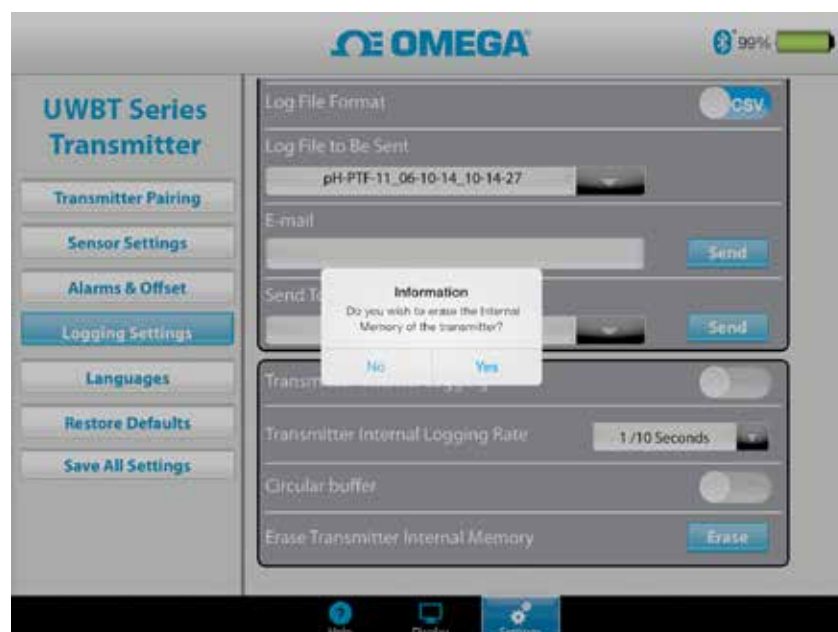 OMEGA
99%
UWBT Series
Transmitter
Transmitter Pairing
Sensor Settings
Alarms & Offset
Logging Settings
Languages
Restore Defaults
Save All Settings
Log File Format
CSV
Log File to Be Sent
pH-PTF-11_06-10-14_10-14-27
E-mail
Send
Send To
Send
Information
Do you wish to erase the Internal
Memory of the transmitter?
No
Yes
Transmitter Internal Logging Rate
1 /10 Seconds
Circular buffer
Erase Transmitter Internal Memory
Erase
Help
Display
Settings